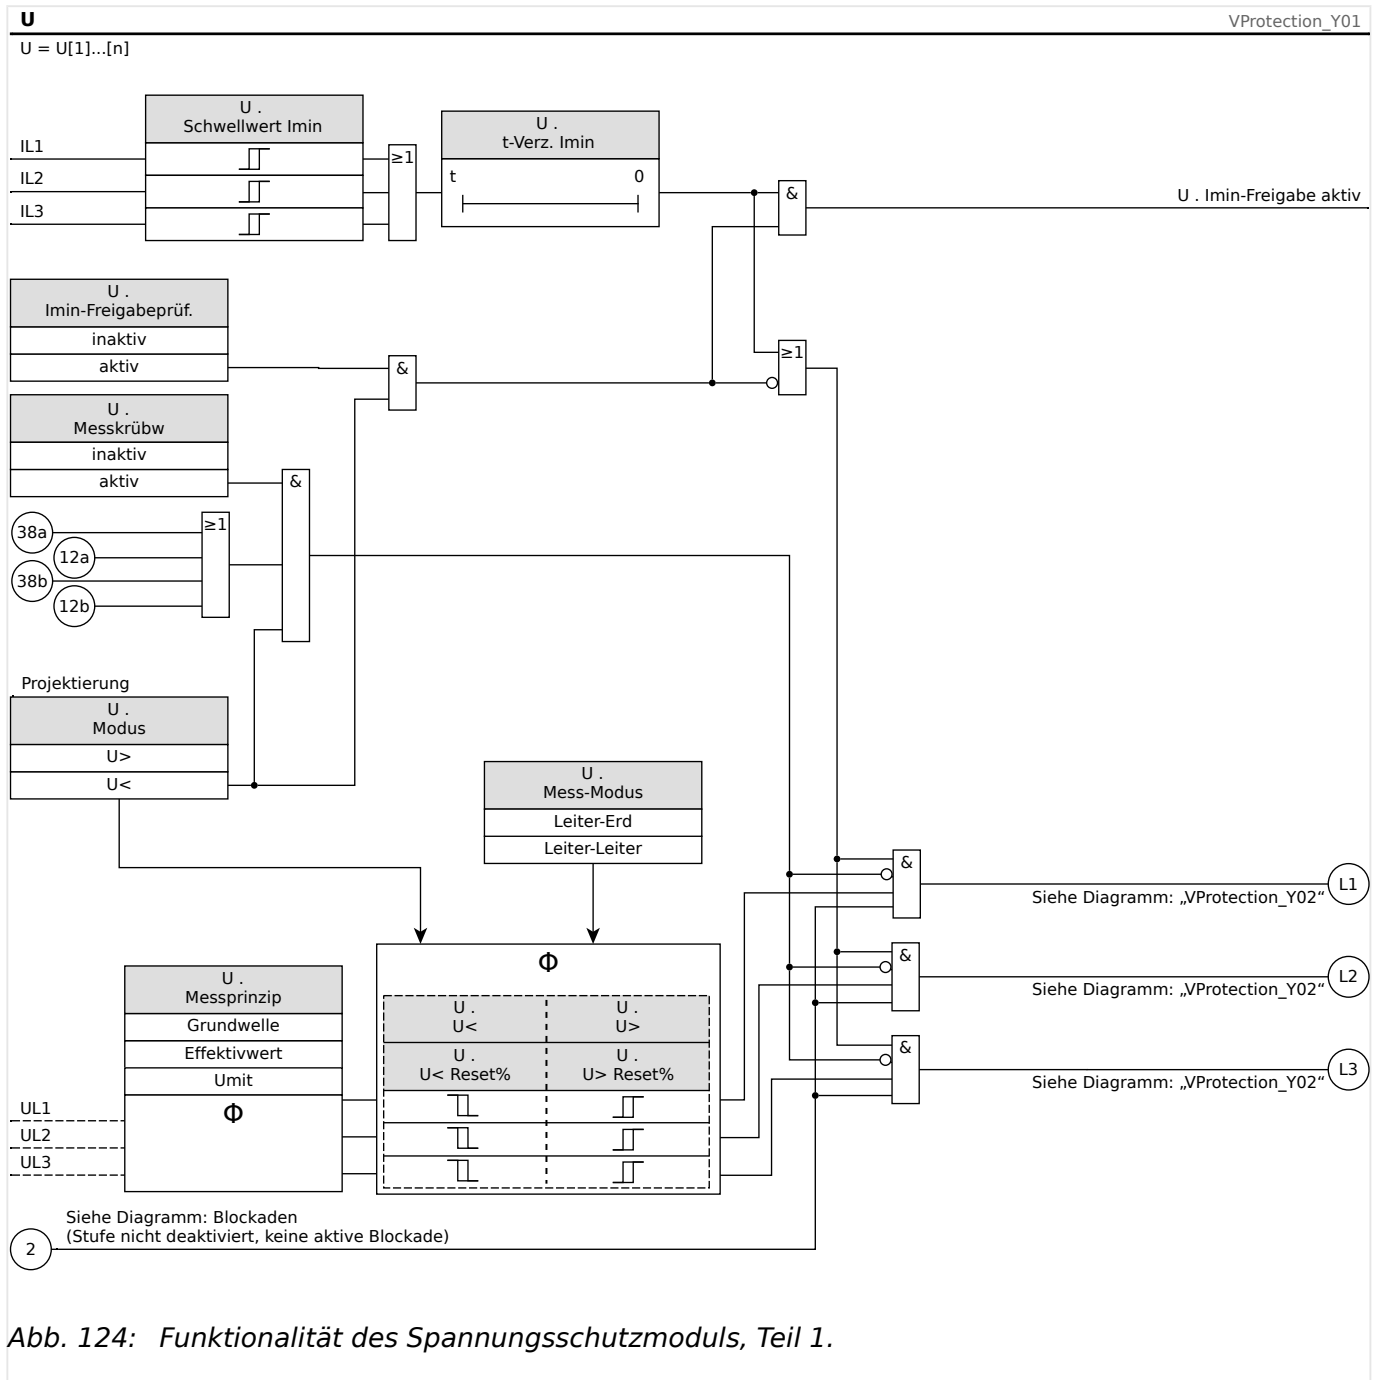 U
VProtection_Y01
U = U[1]...[n]
U .
Schwellwert Imin
IL1
IL2
IL3
≥1
U .
t-Verz. Imin
t
0
&
U . Imin-Freigabe aktiv
U .
Imin-Freigabeprüf.
inaktiv
aktiv
&
≥1
U .
Messkrübw
inaktiv
aktiv
&
38a
12a
38b
12b
≥1
Projektierung
U .
Modus
U>
U<
U .
Mess-Modus
Leiter-Erd
Leiter-Leiter
&
L1
Siehe Diagramm: „VProtection_Y02“
&
L2
Siehe Diagramm: „VProtection_Y02“
&
L3
Siehe Diagramm: „VProtection_Y02“
U .
Messprinzip
Grundwelle
Effektivwert
Umit
Φ
UL1
UL2
UL3
Φ
U .
U<
U .
U>
U .
U< Reset%
U .
U> Reset%
Siehe Diagramm: Blockaden
(Stufe nicht deaktiviert, keine aktive Blockade)
2
Abb. 124: Funktionalität des Spannungsschutzmoduls, Teil 1.